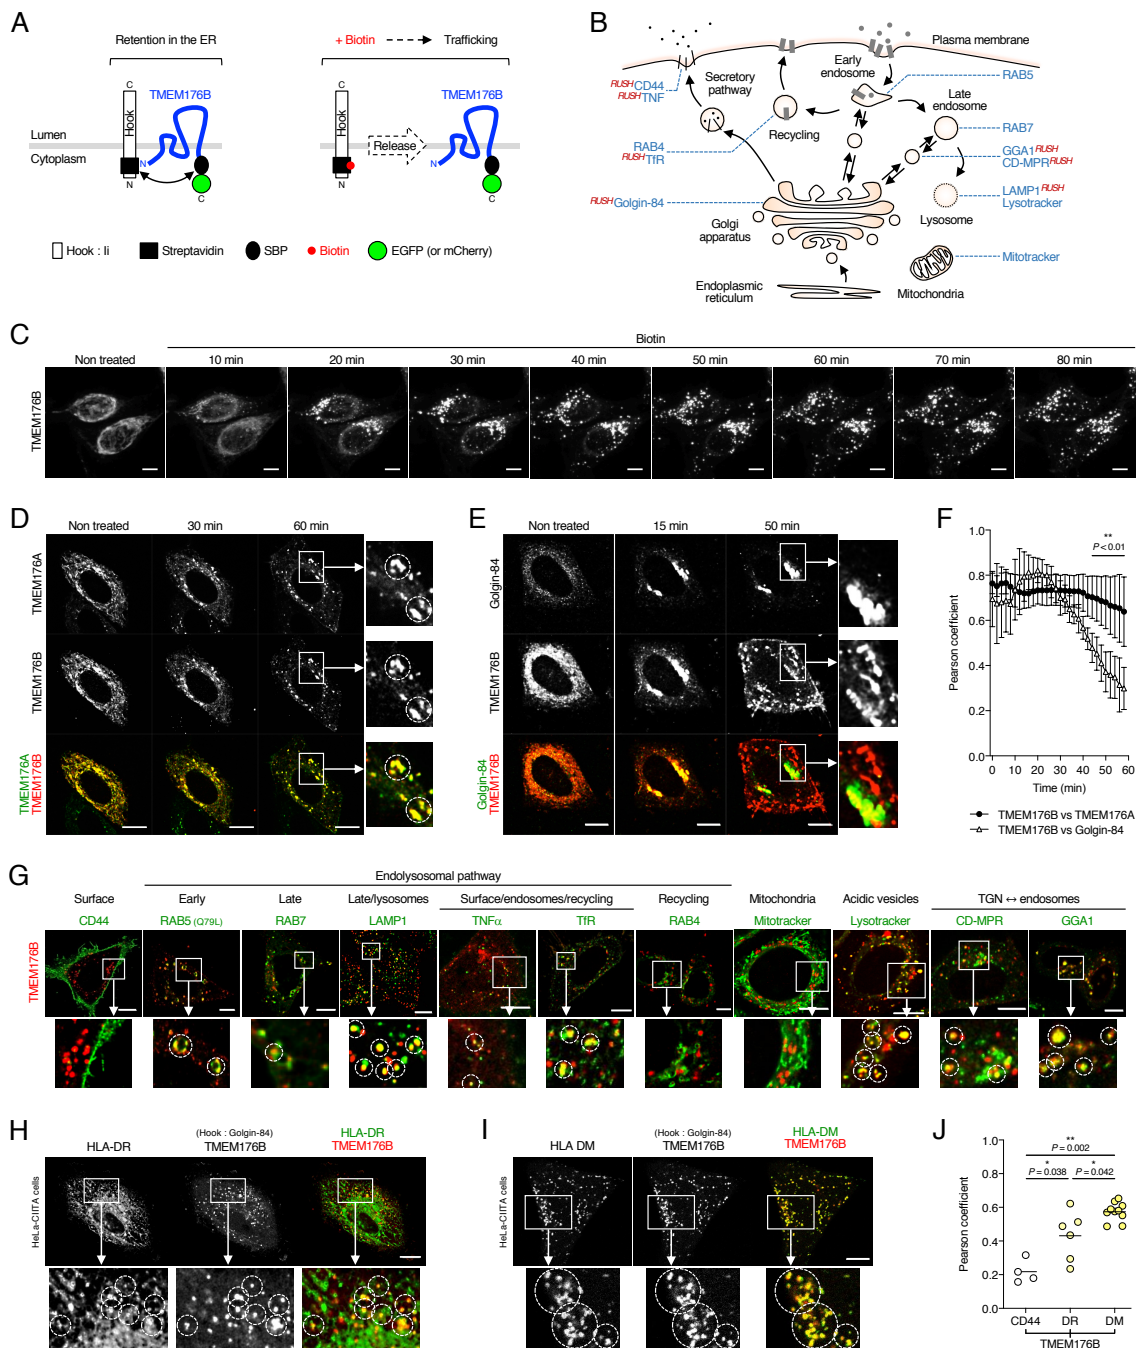 A
Retention in the ER
+ Biotin
Trafficking
C
TMEM176B
TMEM176B
Hook
Hook
Lumen
Cytoplasm
Release
N
N
N
N
C
C
Hook : Ii
Streptavidin
SBP
Biotin
EGFP (or mCherry)
B
Plasma membrane
Early
endosome
RAB5
Secretory
pathway
RUSHCD44
RUSHTNF
Late
endosome
Recycling
RAB7
RAB4
RUSHTfR
GGA1RUSH
CD-MPRRUSH
RUSHGolgin-84
LAMP1RUSH
Lysotracker
Lysosome
Golgi
apparatus
Mitotracker
Endoplasmic
reticulum
Mitochondria
C
Biotin
Non treated
10 min
20 min
30 min
40 min
50 min
60 min
70 min
80 min
TMEM176B
D
Non treated
30 min
60 min
TMEM176A
TMEM176B
TMEM176A
TMEM176B
E
Non treated
15 min
50 min
Golgin-84
TMEM176B
Golgin-84
TMEM176B
F
**
P < 0.01
1.0
0.8
0.6
0.4
0.2
0.0
Pearson coefficient
0 10 20 30 40 50 60
Time (min)
TMEM176B vs TMEM176A
TMEM176B vs Golgin-84
G
Endolysosomal pathway
Surface
Early
Late
Late/lysosomes
Surface/endosomes/recycling
Recycling
Mitochondria
Acidic vesicles
TGN ↔ endosomes
CD44
RAB5 (Q79L)
RAB7
LAMP1
TNFα
TfR
RAB4
Mitotracker
Lysotracker
CD-MPR
GGA1
TMEM176B
H
HLA-DR
(Hook : Golgin-84)
TMEM176B
HLA-DR
TMEM176B
HeLa-CIITA cells
I
HLA DM
(Hook : Golgin-84)
TMEM176B
HLA-DM
TMEM176B
HeLa-CIITA cells
J
**
P = 0.002
*
P = 0.038
*
P = 0.042
1.0
0.8
0.6
0.4
0.2
0.0
Pearson coefficient
CD44
DR
DM
TMEM176B